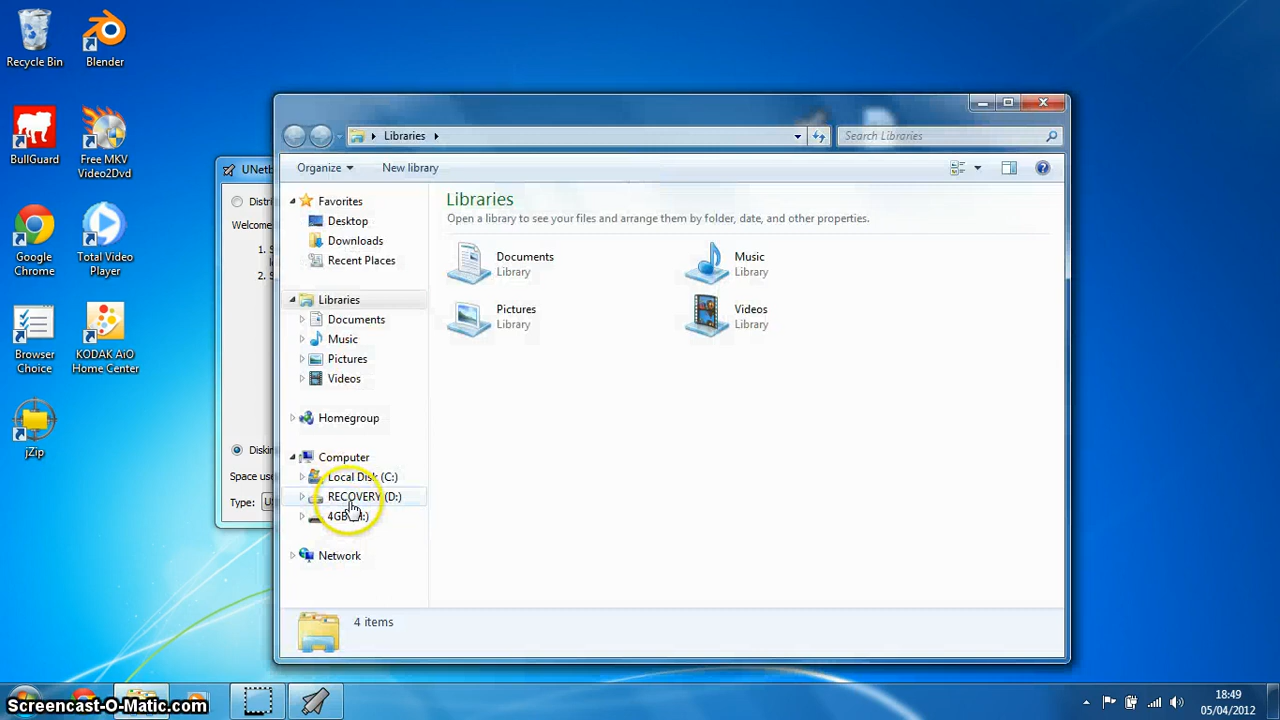 Recycle Bin
Blender
BullGuard
Free MKV
Video2Dvd
Google
Chrome
Total Video
Player
Browser
Choice
KODAK AiO
Home Center
jZip
UNetb
Distri
Welcome
1. S
2. S
Diskin
Space use
Type:
Libraries
Search Libraries
Organize
New library
Favorites
Desktop
Downloads
Recent Places
Libraries
Documents
Music
Pictures
Videos
Homegroup
Computer
Local Disk (C:)
RECOVERY (D:)
4GB
Network
Libraries
Open a library to see your files and arrange them by folder, date, and other properties.
Documents
Library
Music
Library
Pictures
Library
Videos
Library
4 items
Screencast-O-Matic.com
18:49
05/04/2012